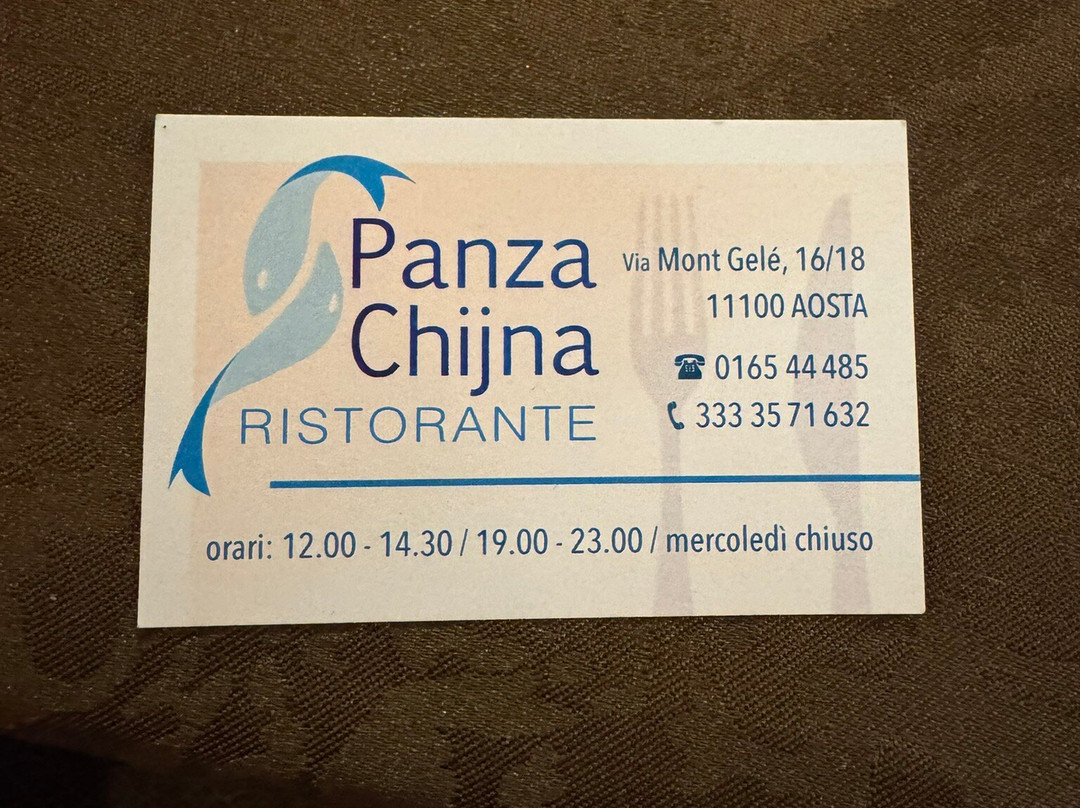 Panza
Chijna
RISTORANTE
Via Mont Gelé, 16/18
11100 AOSTA
0165 44 485
333 35 71 632
orari: 12.00 - 14.30 / 19.00 - 23.00 / mercoledì chiuso